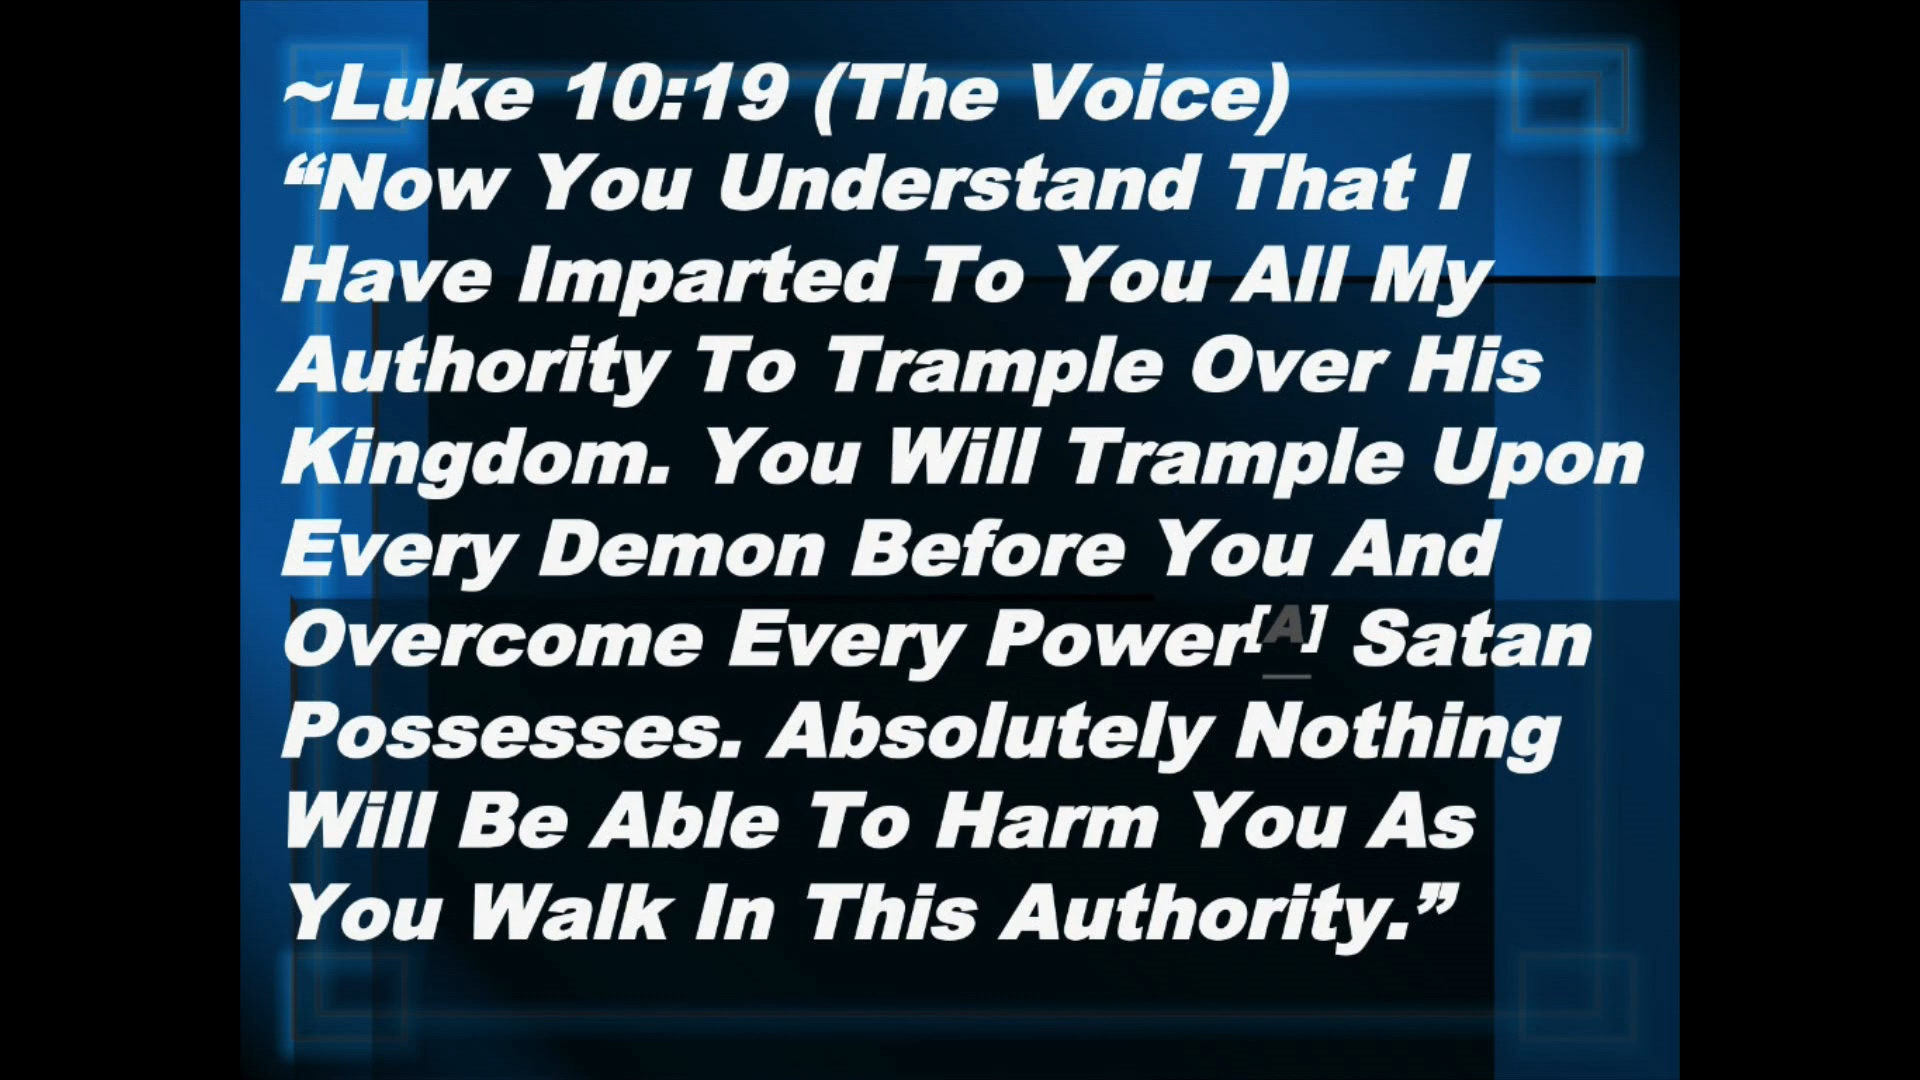 ~Luke 10:19 (The Voice)
“Now You Understand That I
Have Imparted To You All My
Authority To Trample Over His
Kingdom. You Will Trample Upon
Every Demon Before You And
Overcome Every Power[A] Satan
Possesses. Absolutely Nothing
Will Be Able To Harm You As
You Walk In This Authority.”